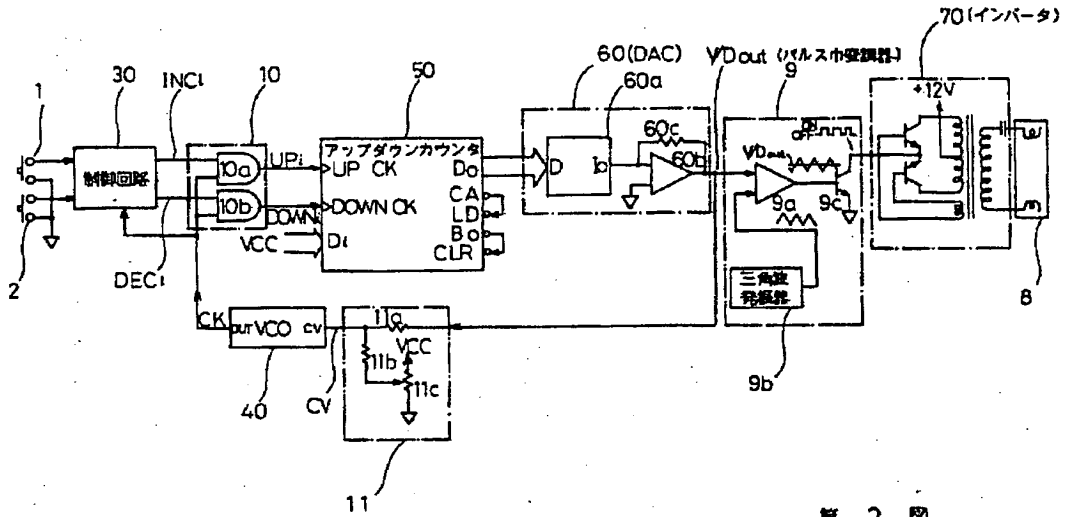 70(インバータ)
60(DAC)
VDout (パルス巾変調器)
9
60a
+12V
50
10
30
INCi
1
アップダウンカウンタ
UP CK
Do
D
Io
60c
60b
ON
OFF
VDout
制御回路
10a
UPi
10b
DOWN CK
CA
LD
9a
9c
DOWNi
Bo
VCC
Di
CLR
2
DECi
三角波
発振器
8
CK
OUT VCO CV
11a
VCC
11b
11c
9b
40
CV
11
第 2 図